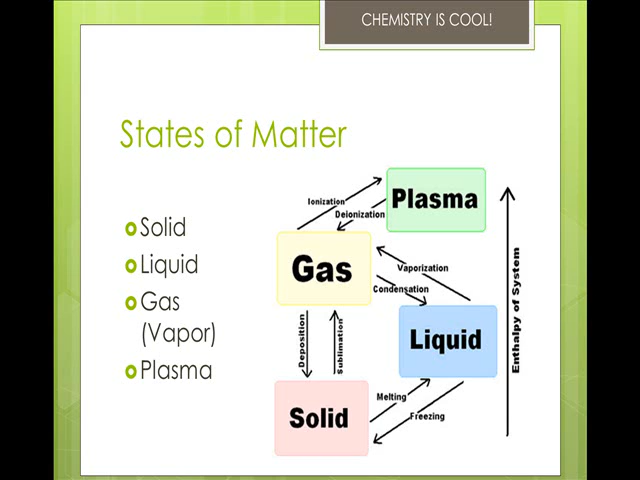 CHEMISTRY IS COOL!
States of Matter
Solid
Liquid
Gas
(Vapor)
Plasma
Plasma
Ionization
Deionization
Gas
Vaporization
Condensation
Enthalpy of System
Deposition
Sublimation
Liquid
Solid
Melting
Freezing